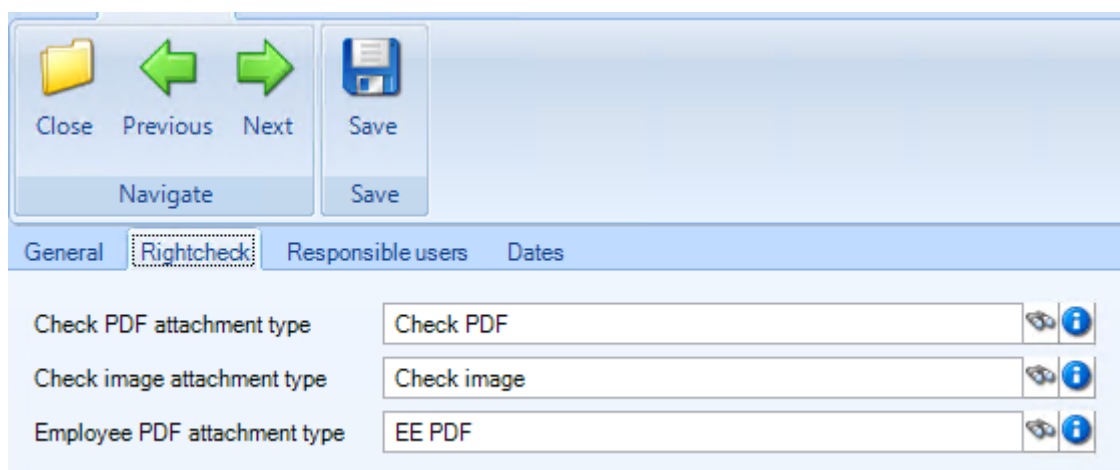 Close Previous Next Save
Navigate Save
General Rightcheck Responsible users Dates
Check PDF attachment type Check PDF
Check image attachment type Check image
Employee PDF attachment type EE PDF